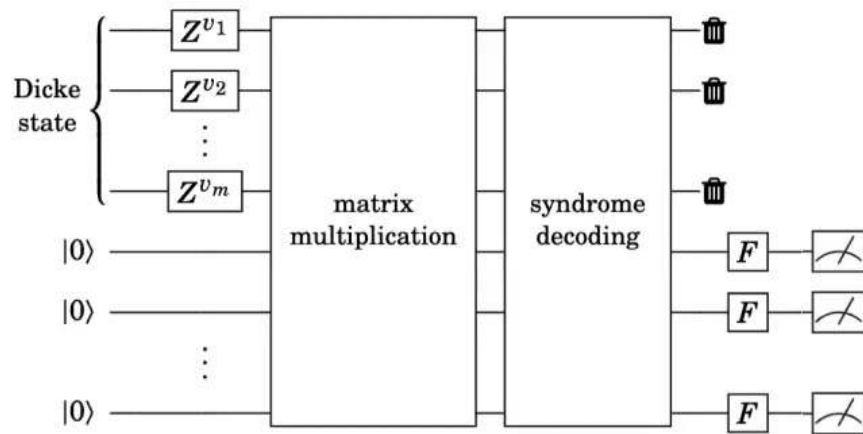 Dicke
state
Z^{v_1}
Z^{v_2}
⋮
Z^{v_m}
|0⟩
|0⟩
⋮
|0⟩
matrix
multiplication
syndrome
decoding
F
F
F